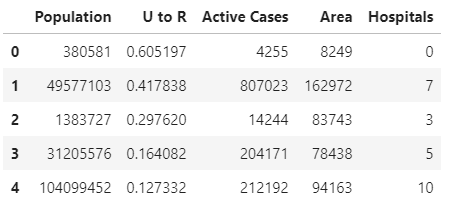 Population U to R Active Cases Area Hospitals
0 380581 0.605197 4255 8249 0
1 49577103 0.417838 807023 162972 7
2 1383727 0.297620 14244 83743 3
3 31205576 0.164082 204171 78438 5
4 104099452 0.127332 212192 94163 10